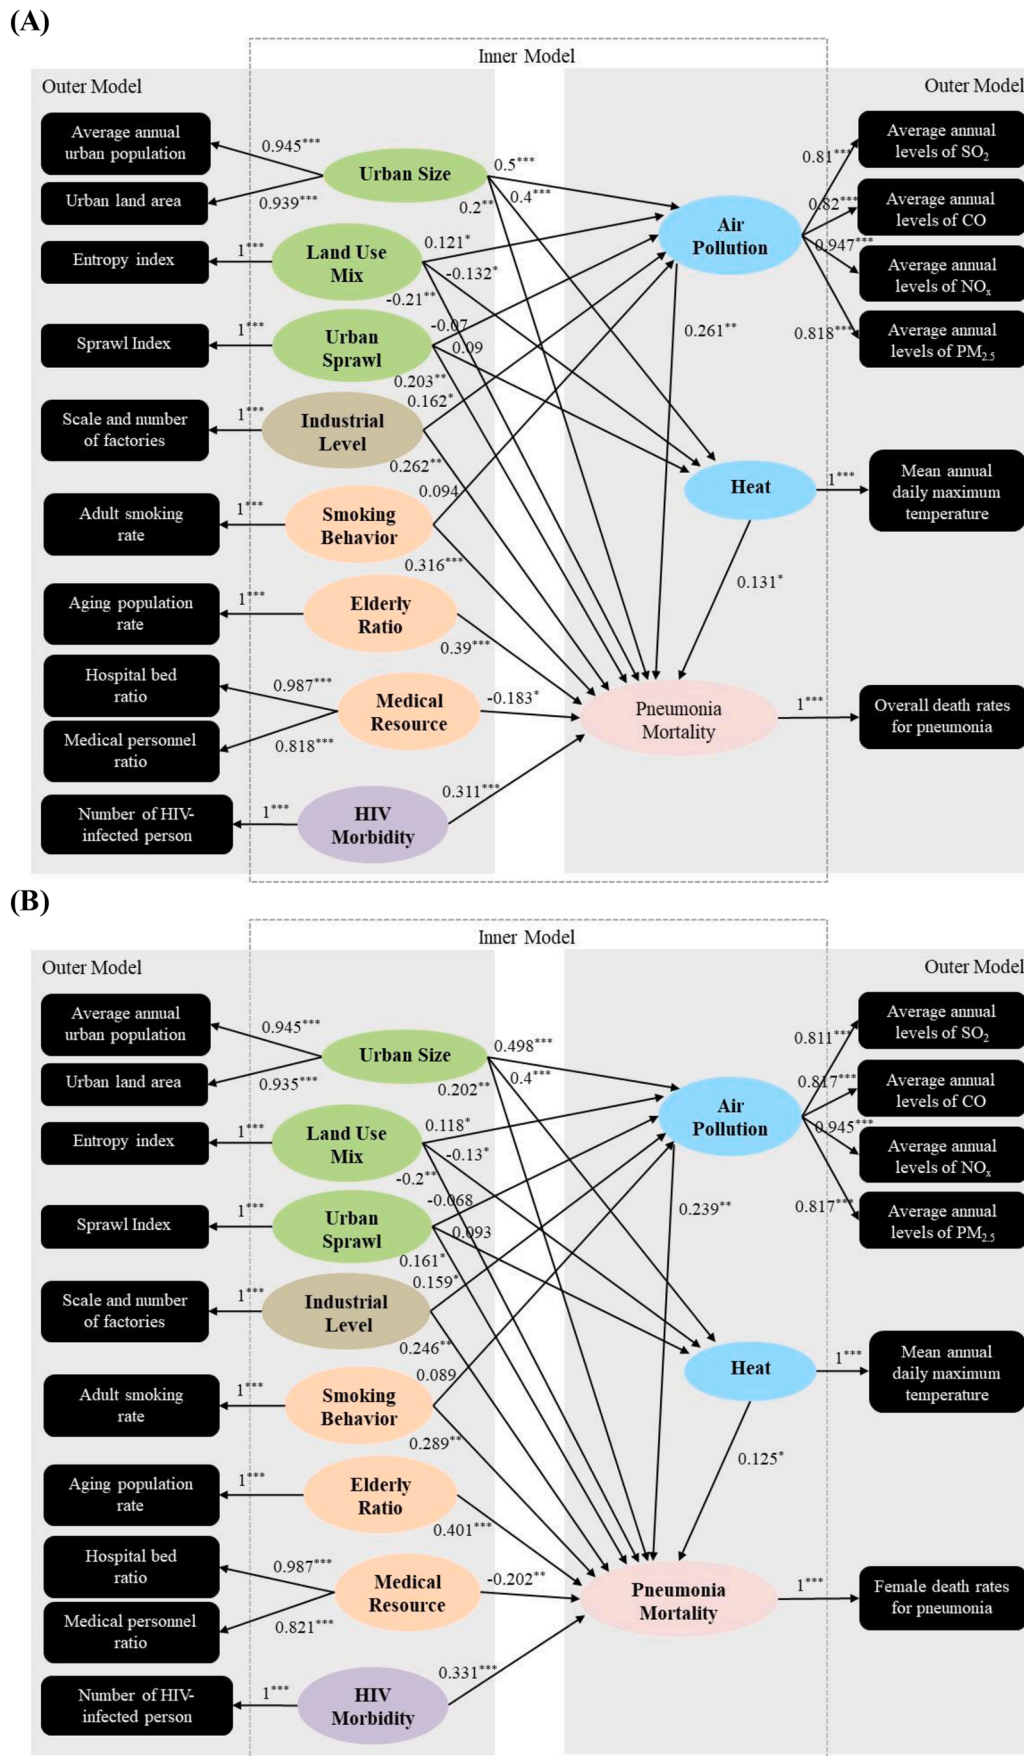 (A)
Inner Model
Outer Model
Outer Model
Average annual
urban population
0.945***
Urban land area
0.939***
Urban Size
0.5***
0.4***
0.2**
Entropy index
1***
Land Use
Mix
0.121*
-0.132*
-0.21**
Sprawl Index
1***
Urban
Sprawl
-0.07
0.09
0.203**
Scale and number
of factories
1***
Industrial
Level
0.162*
0.262**
Adult smoking
rate
1***
Smoking
Behavior
0.094
0.316***
Aging population
rate
1***
Elderly
Ratio
0.39***
Hospital bed
ratio
0.987***
Medical personnel
ratio
0.818***
Medical
Resource
-0.183*
Number of HIV-
infected person
1***
HIV
Morbidity
0.311***
Air
Pollution
0.81***
Average annual
levels of SO2
0.82***
Average annual
levels of CO
0.947***
Average annual
levels of NOx
0.818***
Average annual
levels of PM2.5
0.261**
Heat
1***
Mean annual
daily maximum
temperature
0.131*
Pneumonia
Mortality
1***
Overall death rates
for pneumonia
(B)
Inner Model
Outer Model
Outer Model
Average annual
urban population
0.945***
Urban land area
0.935***
Urban Size
0.498***
0.4***
0.202**
Entropy index
1***
Land Use
Mix
0.118*
-0.13*
-0.2**
Sprawl Index
1***
Urban
Sprawl
-0.068
0.093
0.161*
Scale and number
of factories
1***
Industrial
Level
0.159*
0.246**
Adult smoking
rate
1***
Smoking
Behavior
0.089
0.289**
Aging population
rate
1***
Elderly
Ratio
0.401***
Hospital bed
ratio
0.987***
Medical personnel
ratio
0.821***
Medical
Resource
-0.202**
Number of HIV-
infected person
1***
HIV
Morbidity
0.331***
Air
Pollution
0.811***
Average annual
levels of SO2
0.817***
Average annual
levels of CO
0.945***
Average annual
levels of NOx
0.817***
Average annual
levels of PM2.5
0.239**
Heat
1***
Mean annual
daily maximum
temperature
0.125*
Pneumonia
Mortality
1***
Female death rates
for pneumonia